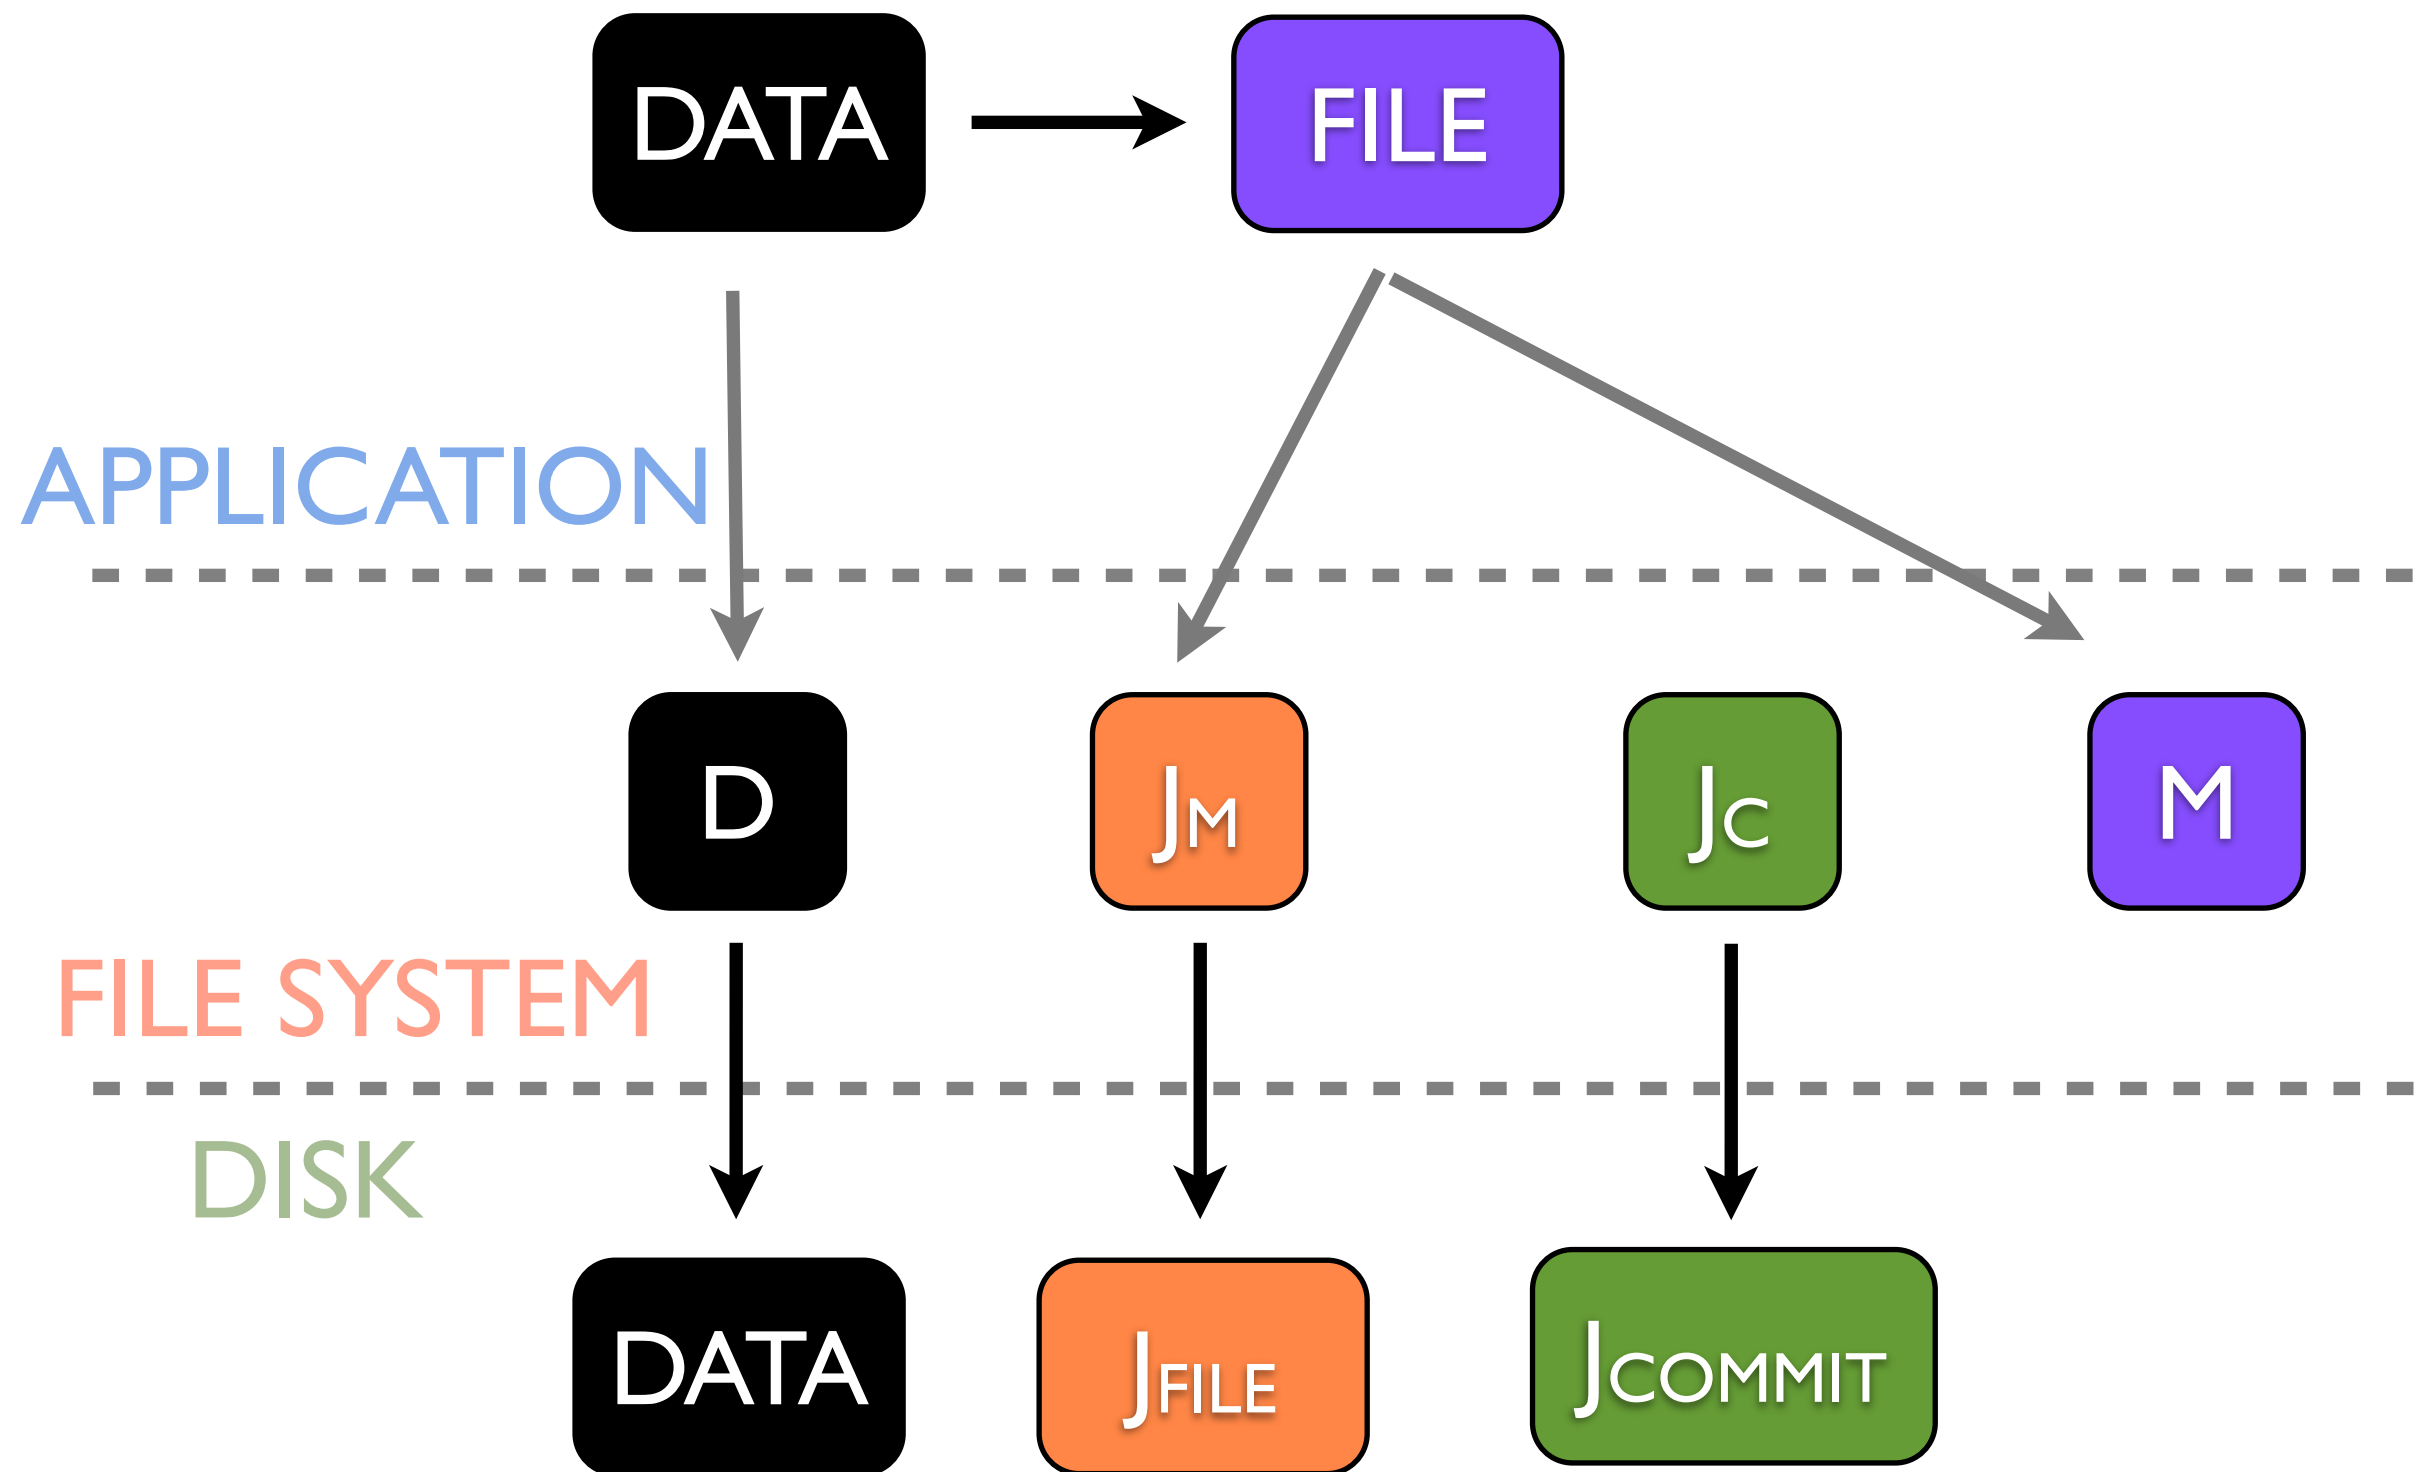 DATA
FILE
APPLICATION
D
JM
JC
M
FILE SYSTEM
DISK
DATA
JFILE
JCOMMIT